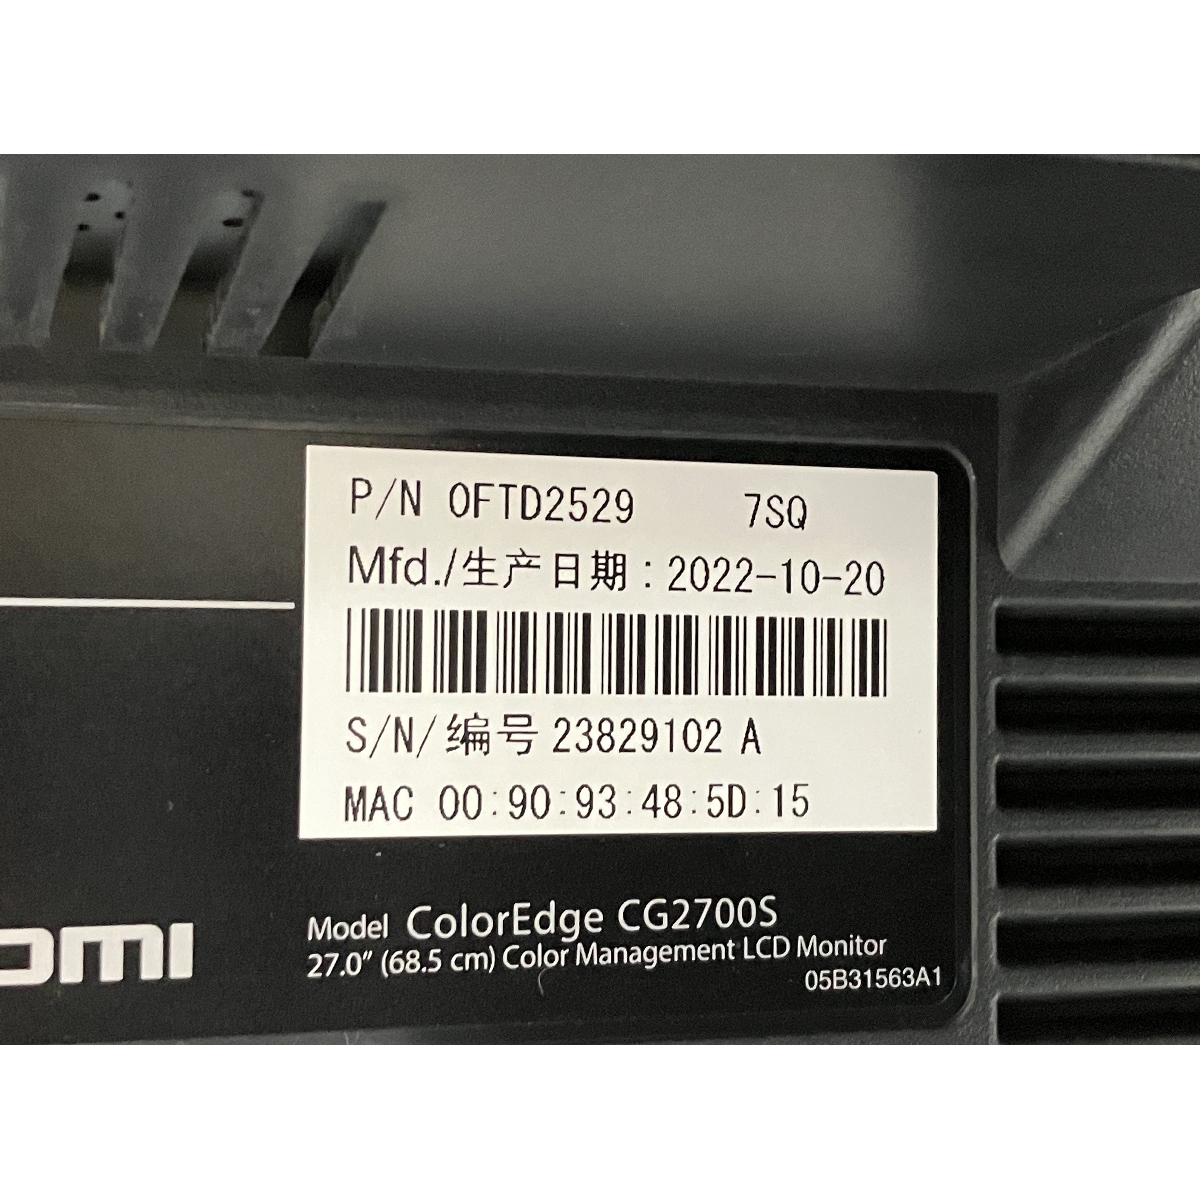 P/N 0FTD2529 7SQ
Mfd./生产日期：2022-10-20
S/N/编号 23829102 A
MAC 00:90:93:48:5D:15
Model ColorEdge CG2700S
27.0" (68.5 cm) Color Management LCD Monitor
05B31563A1